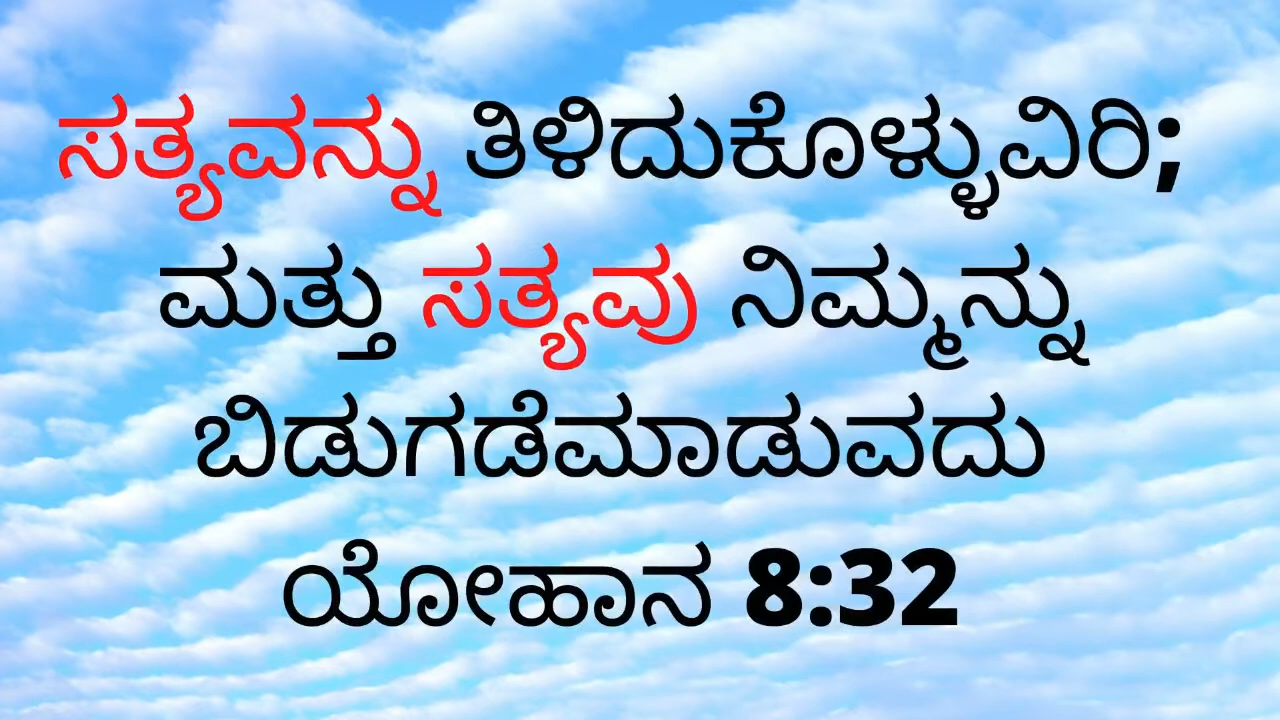 ಸತ್ಯವನ್ನು ತಿಳಿದುಕೊಳ್ಳುವಿರಿ;
ಮತ್ತು ಸತ್ಯವು ನಿಮ್ಮನ್ನು
ಬಿಡುಗಡೆಮಾಡುವದು
ಯೋಹಾನ 8:32